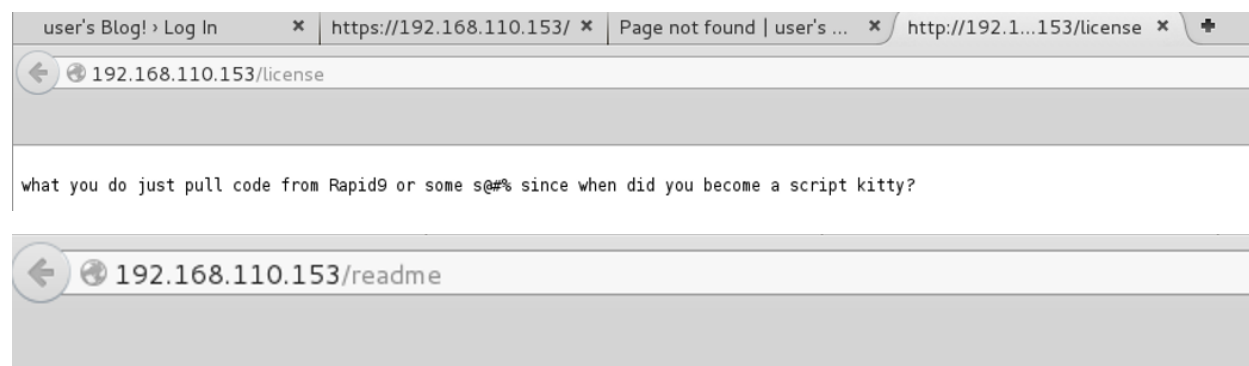 user's Blog! › Log In × https://192.168.110.153/ × Page not found | user's ... × http://192.1...153/license ×
192.168.110.153/license
what you do just pull code from Rapid9 or some s@#% since when did you become a script kitty?
192.168.110.153/readme